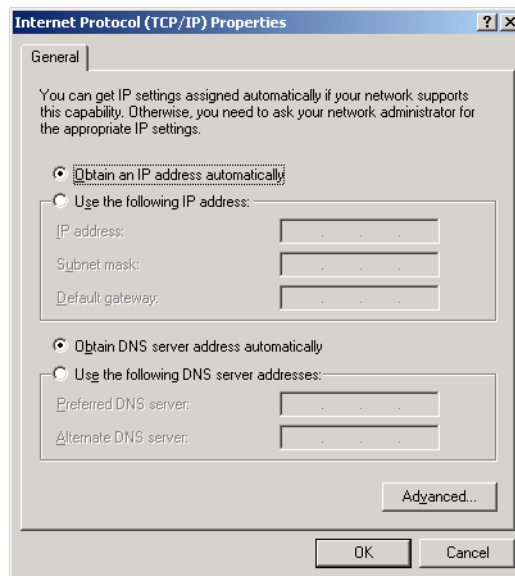 Internet Protocol (TCP/IP) Properties
General
You can get IP settings assigned automatically if your network supports
this capability. Otherwise, you need to ask your network administrator for
the appropriate IP settings.
Obtain an IP address automatically
Use the following IP address:
IP address:
Subnet mask:
Default gateway:
Obtain DNS server address automatically
Use the following DNS server addresses:
Preferred DNS server:
Alternate DNS server:
Advanced...
OK Cancel